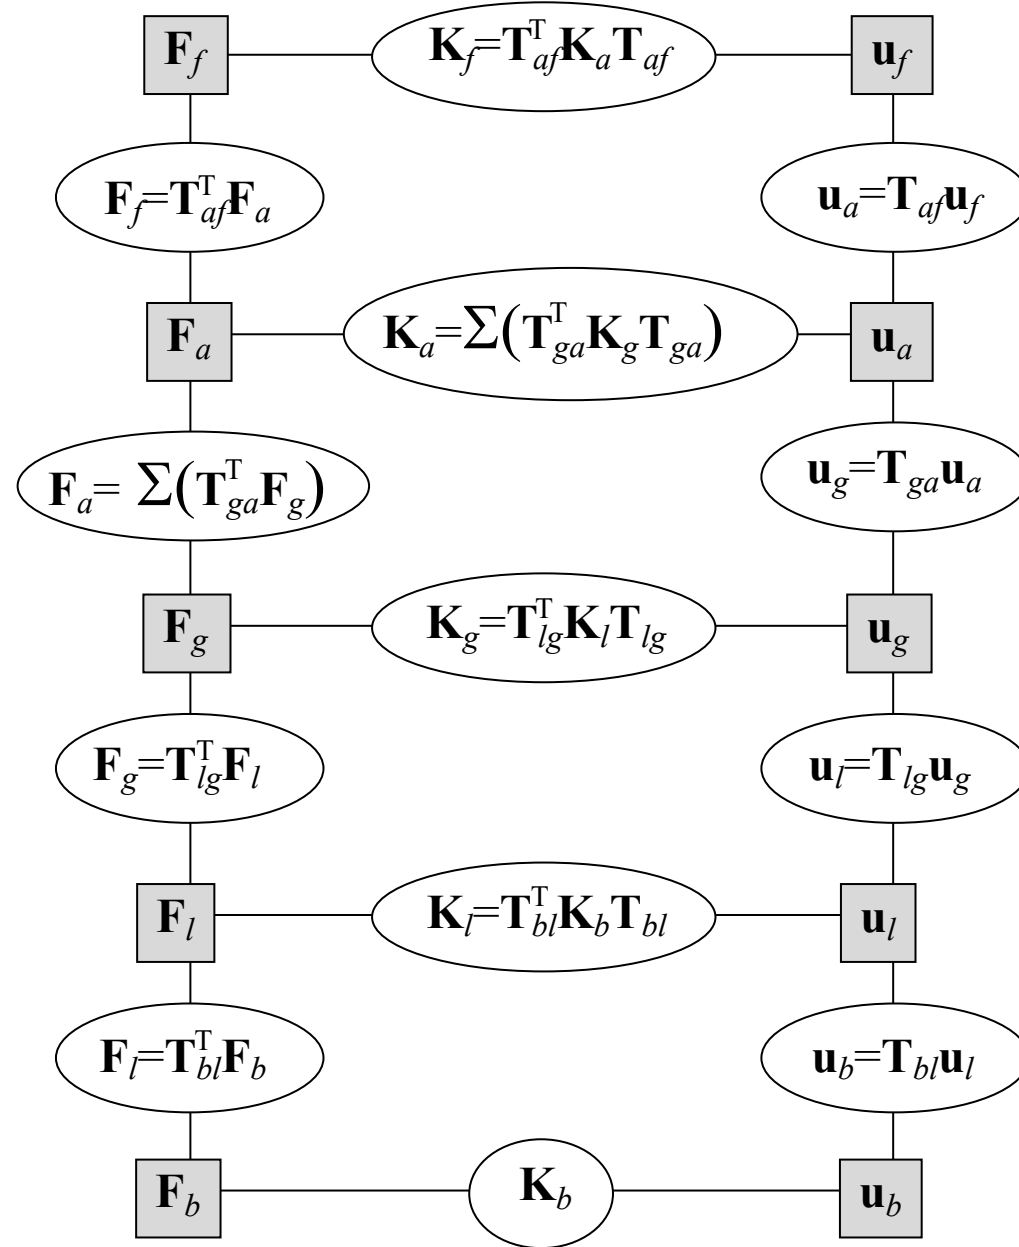 F_f K_f=T_af^T K_a T_af u_f
F_f=T_af^T F_a u_a=T_af u_f
F_a K_a=Σ(T_ga^T K_g T_ga) u_a
F_a= Σ(T_ga^T F_g) u_g=T_ga u_a
F_g K_g=T_lg^T K_l T_lg u_g
F_g=T_lg^T F_l u_l=T_lg u_g
F_l K_l=T_bl^T K_b T_bl u_l
F_l=T_bl^T F_b u_b=T_bl u_l
F_b K_b u_b